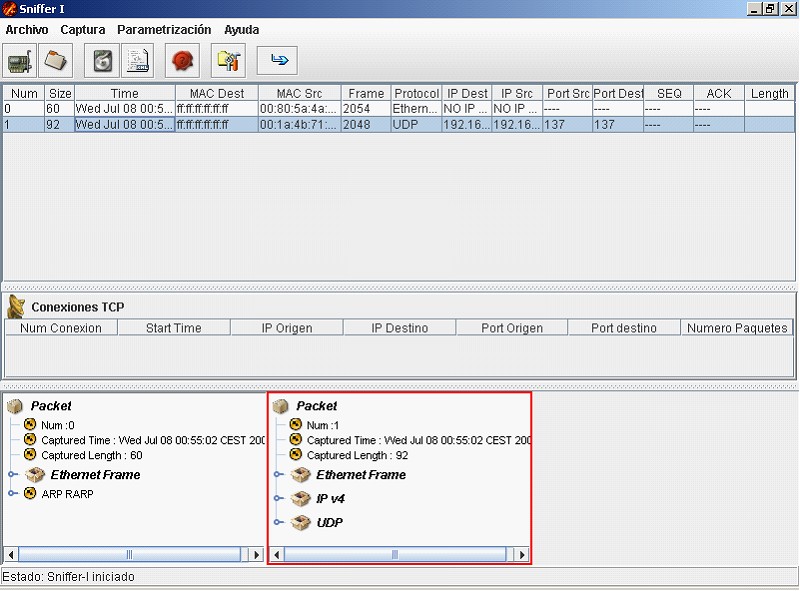 Sniffer I
Archivo Captura Parametrización Ayuda
Num Size Time MAC Dest MAC Src Frame Protocol IP Dest IP Src Port Src Port Dest SEQ ACK Length
0 60 Wed Jul 08 00:5... ff:ff:ff:ff:ff:ff 00:80:5a:4a:... 2054 Ethern... NO IP ... NO IP ... ---- ---- ---- ----
1 92 Wed Jul 08 00:5... ff:ff:ff:ff:ff:ff 00:1a:4b:71:... 2048 UDP 192.16... 192.16... 137 137 ---- ----
Conexiones TCP
Num Conexion Start Time IP Origen IP Destino Port Origen Port destino Numero Paquetes
Packet
Num :0
Captured Time : Wed Jul 08 00:55:02 CEST 200
Captured Length : 60
Ethernet Frame
ARP RARP
Packet
Num :1
Captured Time : Wed Jul 08 00:55:02 CEST 200
Captured Length : 92
Ethernet Frame
IP v4
UDP
Estado: Sniffer-I iniciado